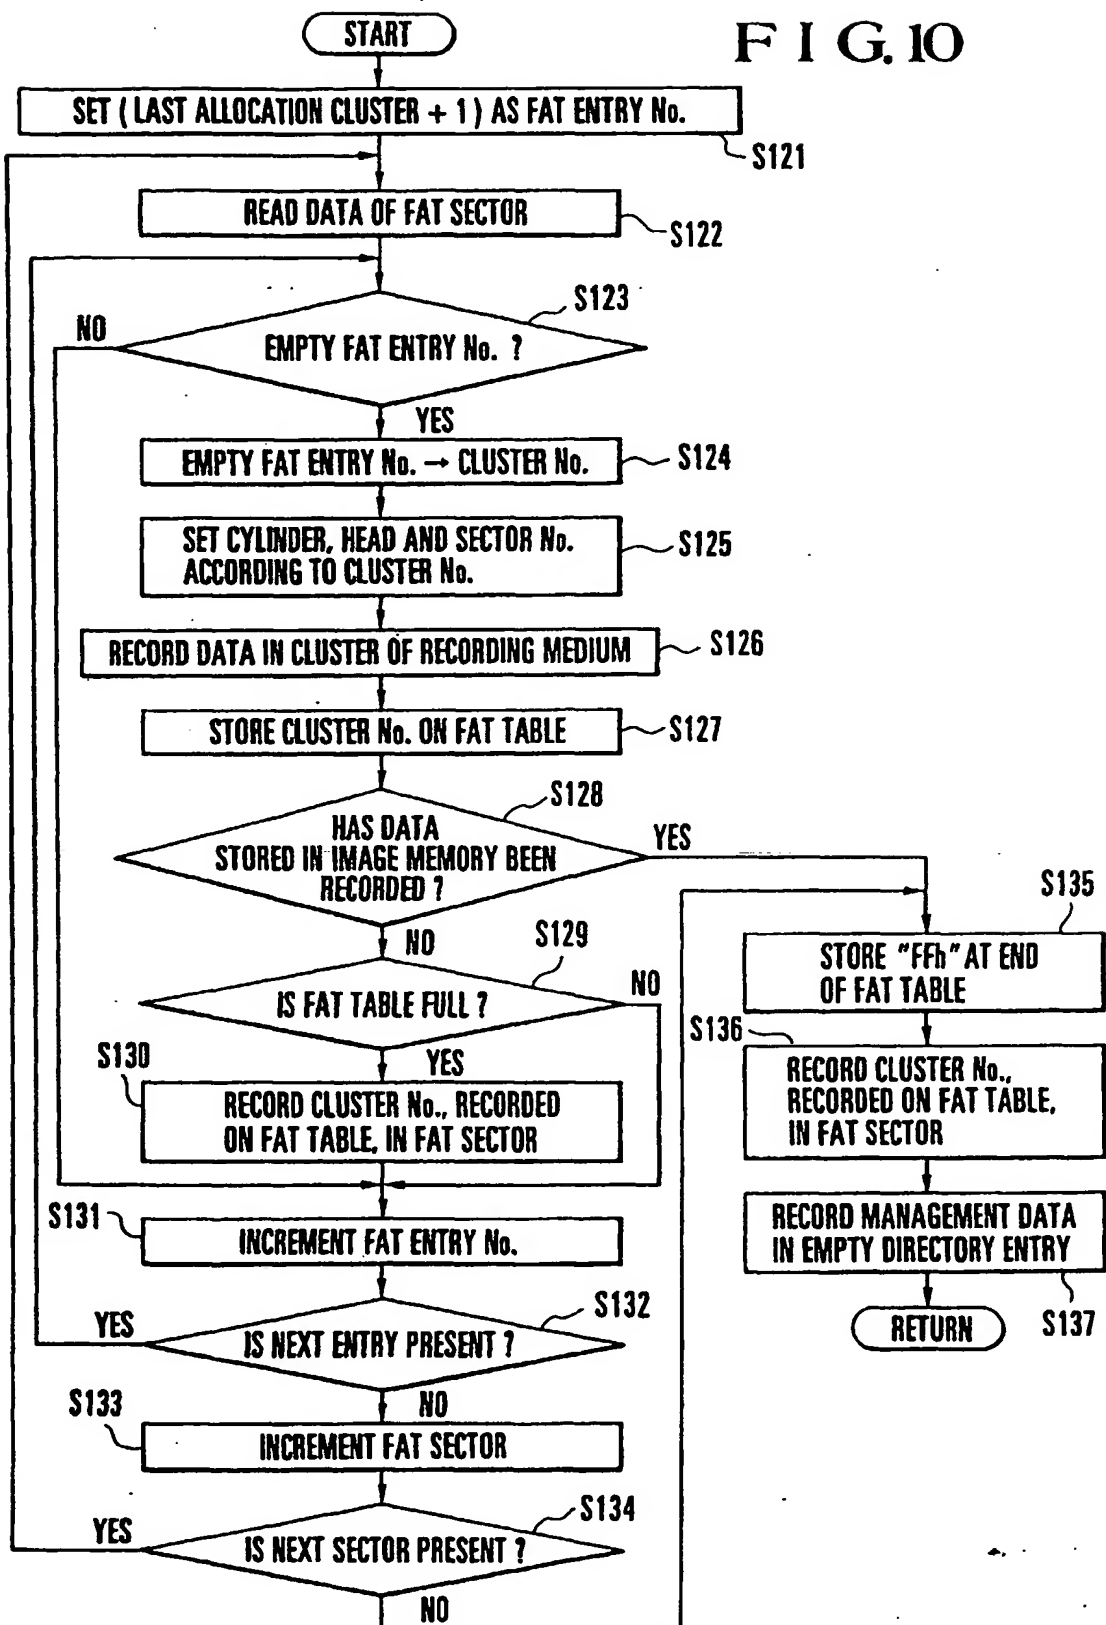 FIG. 10
START
SET (LAST ALLOCATION CLUSTER + 1) AS FAT ENTRY No.
S121
READ DATA OF FAT SECTOR
S122
S123
NO
EMPTY FAT ENTRY No. ?
YES
EMPTY FAT ENTRY No. → CLUSTER No.
S124
SET CYLINDER, HEAD AND SECTOR No.
ACCORDING TO CLUSTER No.
S125
RECORD DATA IN CLUSTER OF RECORDING MEDIUM
S126
STORE CLUSTER No. ON FAT TABLE
S127
S128
HAS DATA
STORED IN IMAGE MEMORY BEEN
RECORDED ?
YES
NO
S129
IS FAT TABLE FULL ?
NO
YES
S130
RECORD CLUSTER No., RECORDED
ON FAT TABLE, IN FAT SECTOR
S131
INCREMENT FAT ENTRY No.
S132
YES
IS NEXT ENTRY PRESENT ?
NO
S133
INCREMENT FAT SECTOR
S134
YES
IS NEXT SECTOR PRESENT ?
NO
S135
STORE "FFh" AT END
OF FAT TABLE
S136
RECORD CLUSTER No.,
RECORDED ON FAT TABLE,
IN FAT SECTOR
RECORD MANAGEMENT DATA
IN EMPTY DIRECTORY ENTRY
S137
RETURN